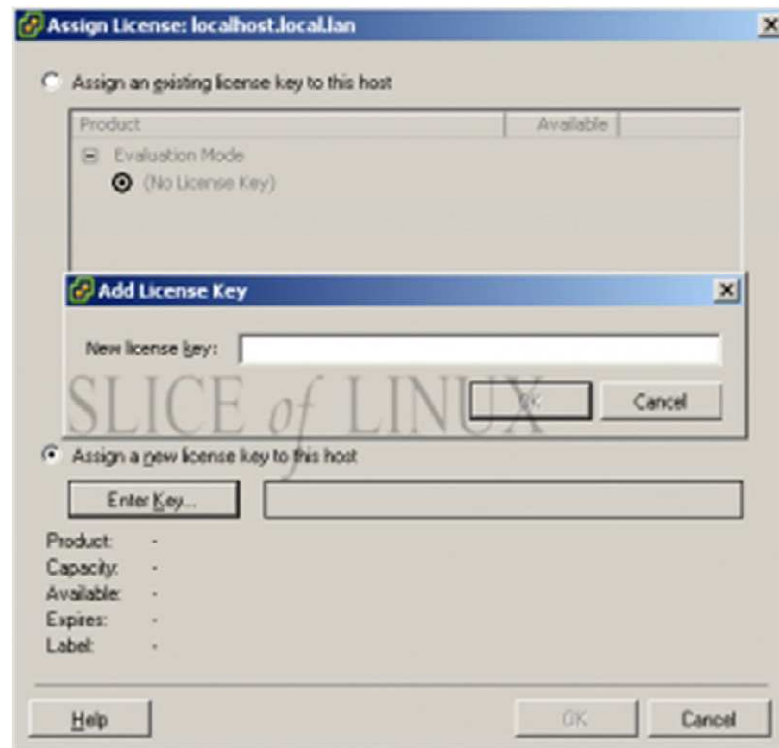 Assign License: localhost.local.lan
Assign an existing license key to this host
Product Available
Evaluation Mode
(No License Key)
Add License Key
New license key:
OK Cancel
SLICE of LINUX
Assign a new license key to this host
Enter Key...
Product: -
Capacity: -
Available: -
Expires: -
Label: -
Help OK Cancel